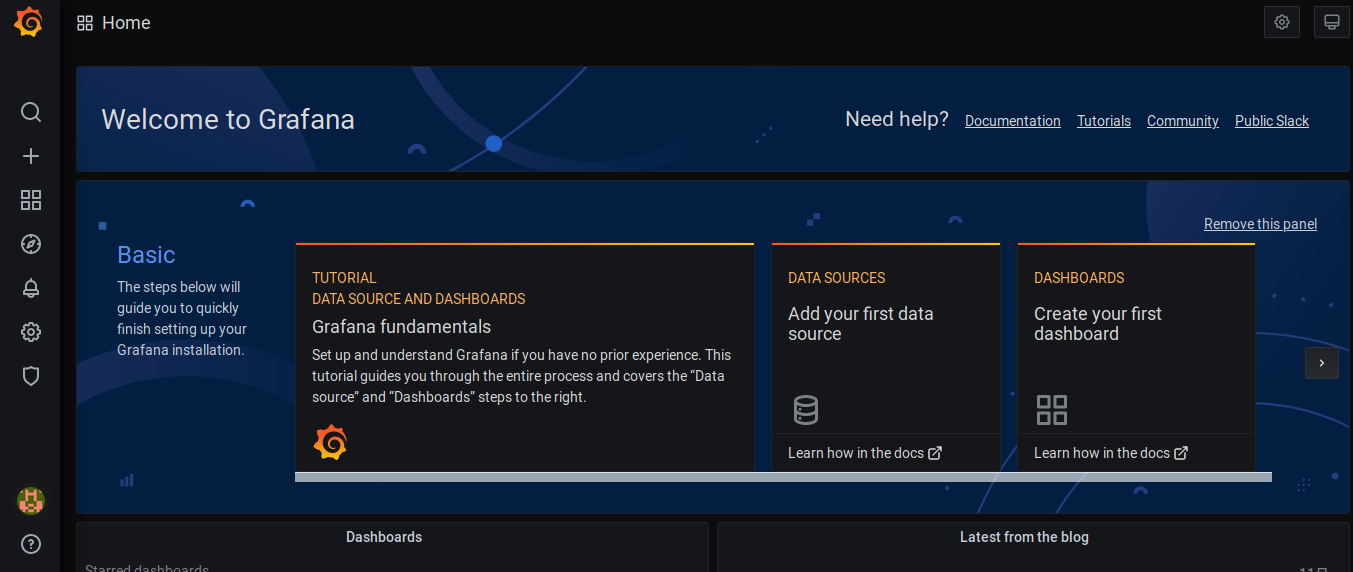 Home
Welcome to Grafana
Need help? Documentation Tutorials Community Public Slack
Remove this panel
Basic
The steps below will
guide you to quickly
finish setting up your
Grafana installation.
TUTORIAL
DATA SOURCE AND DASHBOARDS
Grafana fundamentals
Set up and understand Grafana if you have no prior experience. This
tutorial guides you through the entire process and covers the “Data
source” and “Dashboards” steps to the right.
DATA SOURCES
Add your first data
source
Learn how in the docs
DASHBOARDS
Create your first
dashboard
Learn how in the docs
Dashboards
Starred dashboards
Latest from the blog